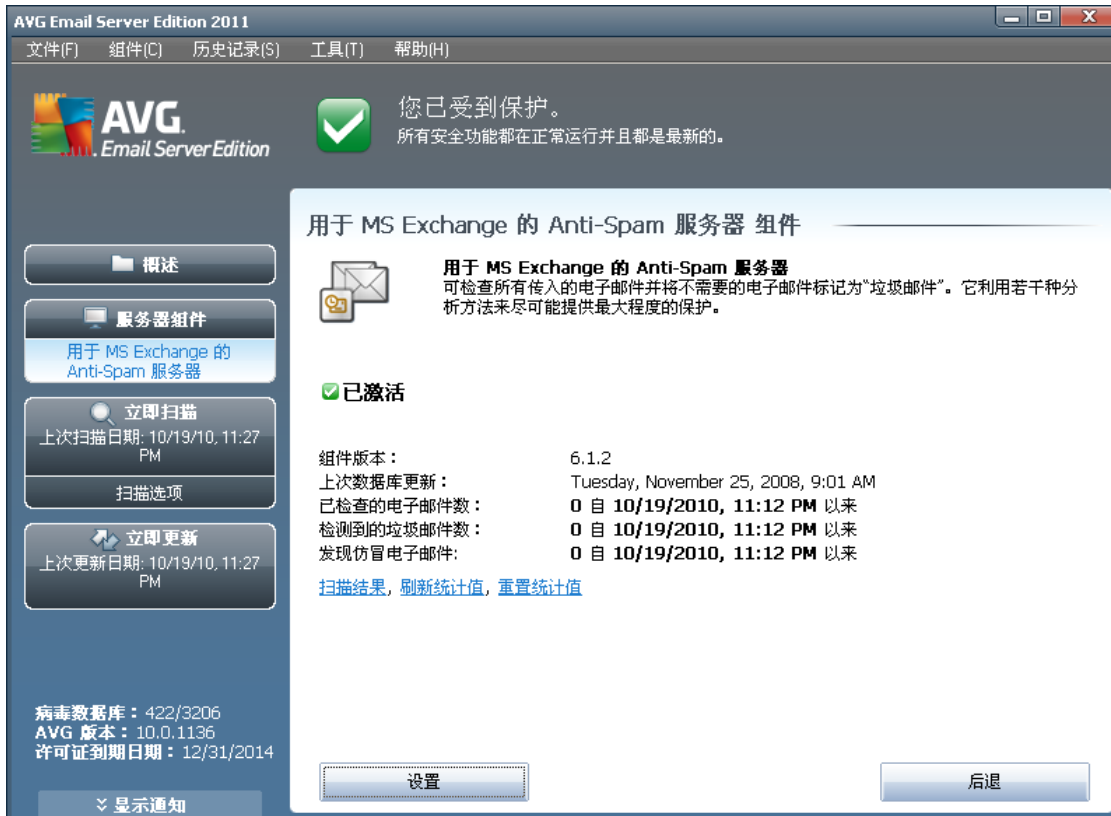 AVG Email Server Edition 2011
文件(F) 组件(C) 历史记录(S) 工具(T) 帮助(H)
AVG.
Email Server Edition
您已受到保护。
所有安全功能都在正常运行并且都是最新的。
概述
服务器组件
用于 MS Exchange 的
Anti-Spam 服务器
立即扫描
上次扫描日期: 10/19/10, 11:27
PM
扫描选项
立即更新
上次更新日期: 10/19/10, 11:27
PM
病毒数据库：422/3206
AVG 版本：10.0.1136
许可证到期日期：12/31/2014
显示通知
用于 MS Exchange 的 Anti-Spam 服务器 组件
用于 MS Exchange 的 Anti-Spam 服务器
可检查所有传入的电子邮件并将不需要的电子邮件标记为“垃圾邮件”。它利用若干种分
析方法来尽可能提供最大程度的保护。
已激活
组件版本： 6.1.2
上次数据库更新： Tuesday, November 25, 2008, 9:01 AM
已检查的电子邮件数： 0 自 10/19/2010, 11:12 PM 以来
检测到的垃圾邮件数： 0 自 10/19/2010, 11:12 PM 以来
发现仿冒电子邮件: 0 自 10/19/2010, 11:12 PM 以来
扫描结果, 刷新统计值, 重置统计值
设置 后退